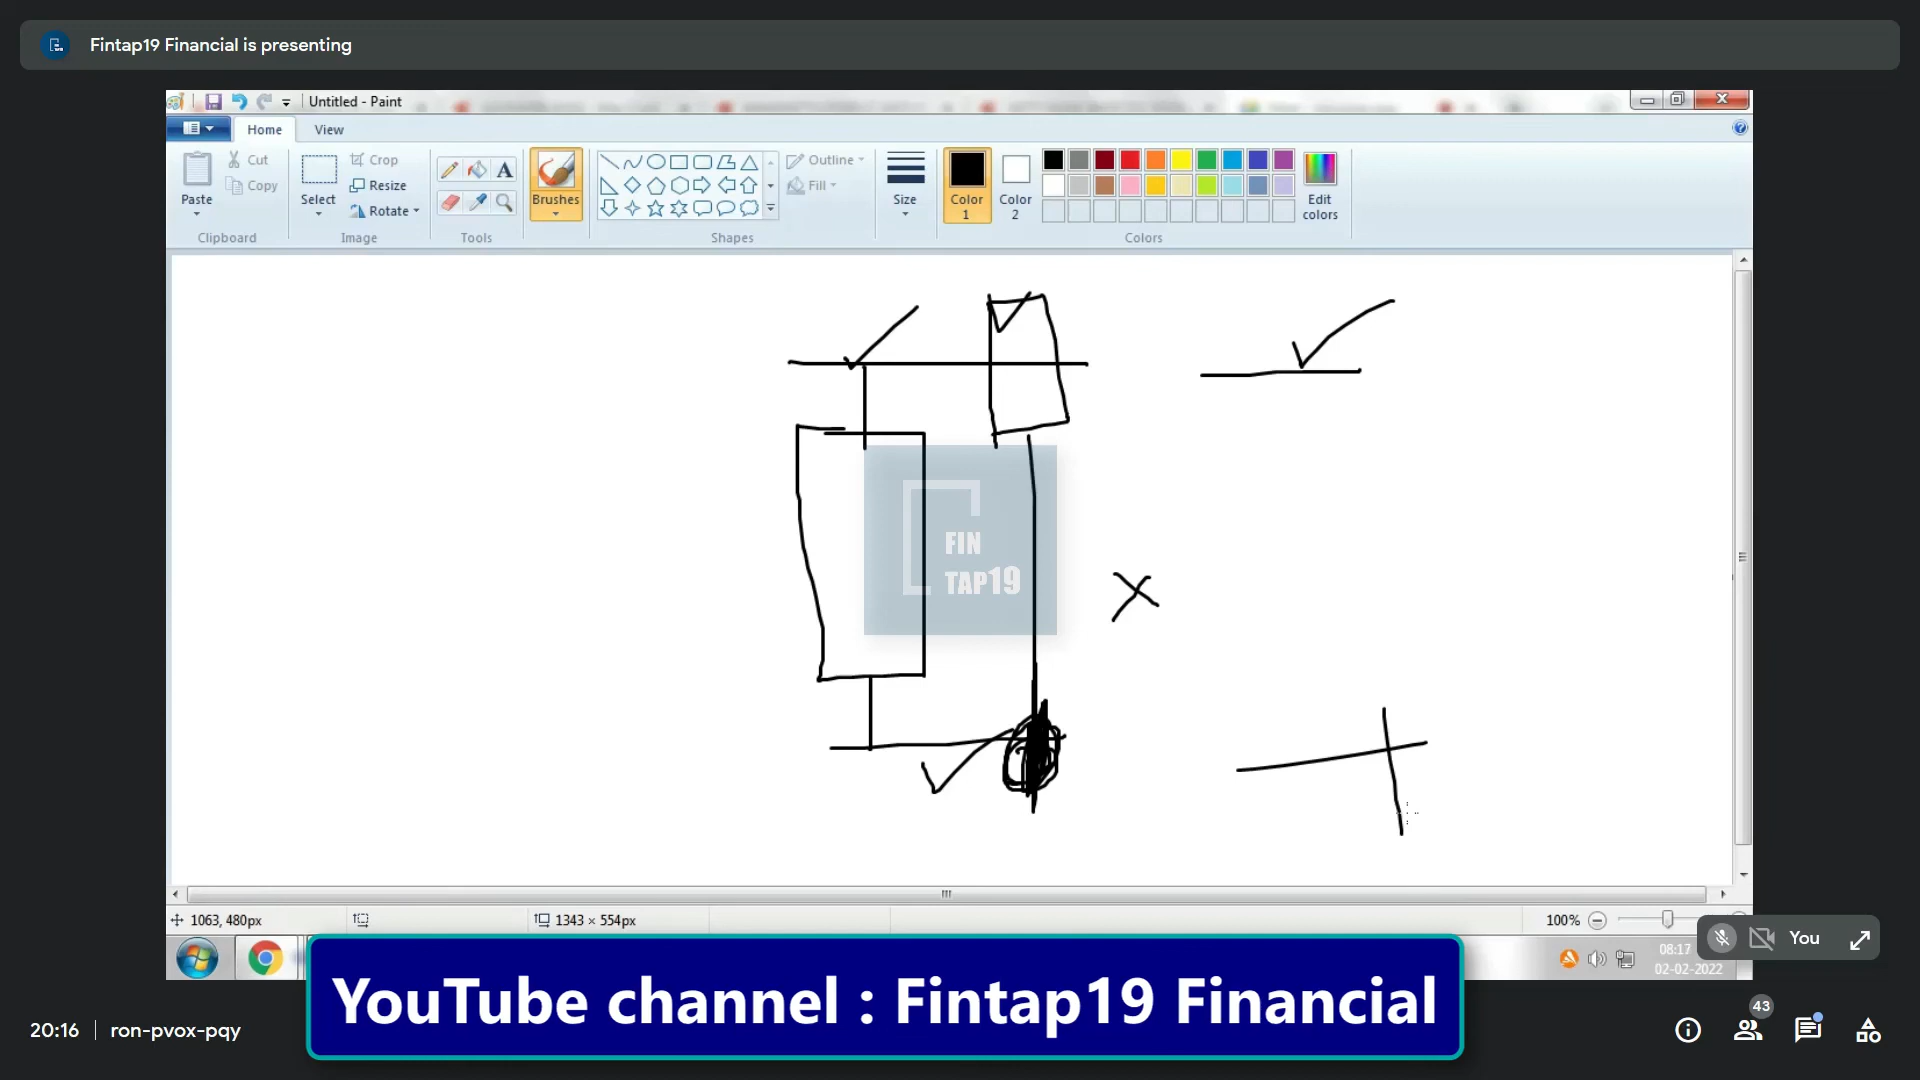 Fintap19 Financial is presenting
Untitled - Paint
Home View
Paste
Cut
Copy
Clipboard
Select
Crop
Resize
Rotate
Image
A
Tools
Brushes
Shapes
Outline
Fill
Size
Color 1
Color 2
Edit colors
Colors
FIN
TAP19
1063, 480px
1343 × 554px
100%
You
08:17
02-02-2022
YouTube channel : Fintap19 Financial
20:16 | ron-pvox-pqy
43